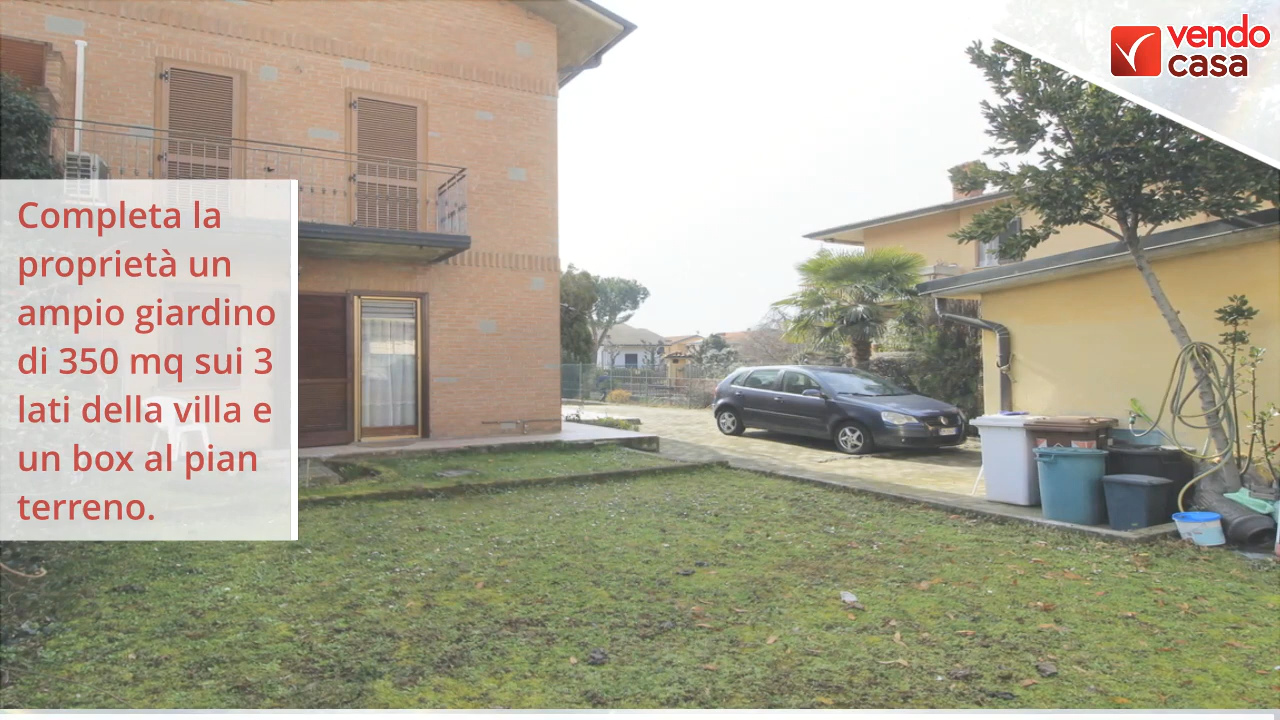 vendo
casa
Completa la
proprietà un
ampio giardino
di 350 mq sui 3
lati della villa e
un box al pian
terreno.